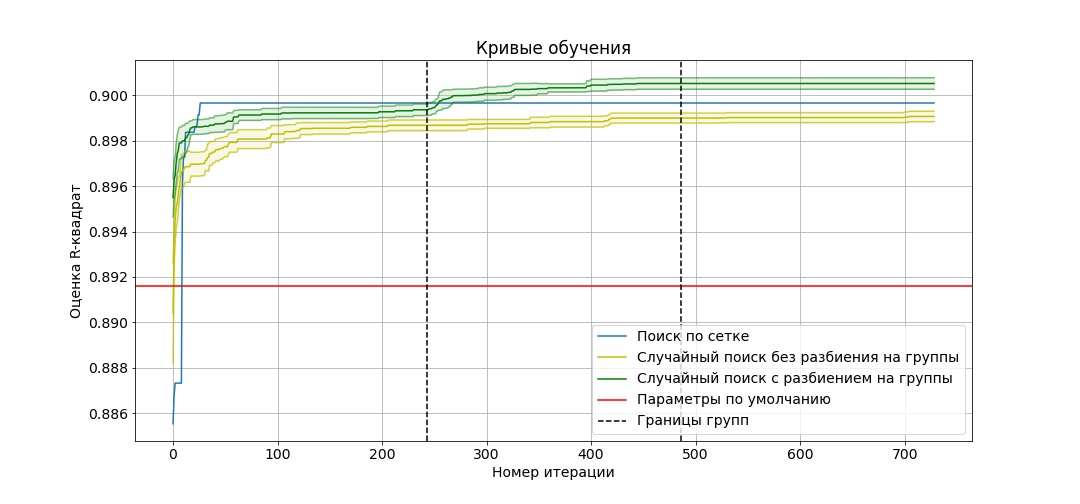 Кривые обучения
Оценка R-квадрат
0.900
0.898
0.896
0.894
0.892
0.890
0.888
0.886
Поиск по сетке
Случайный поиск без разбиения на группы
Случайный поиск с разбиением на группы
Параметры по умолчанию
Границы групп
0 100 200 300 400 500 600 700
Номер итерации